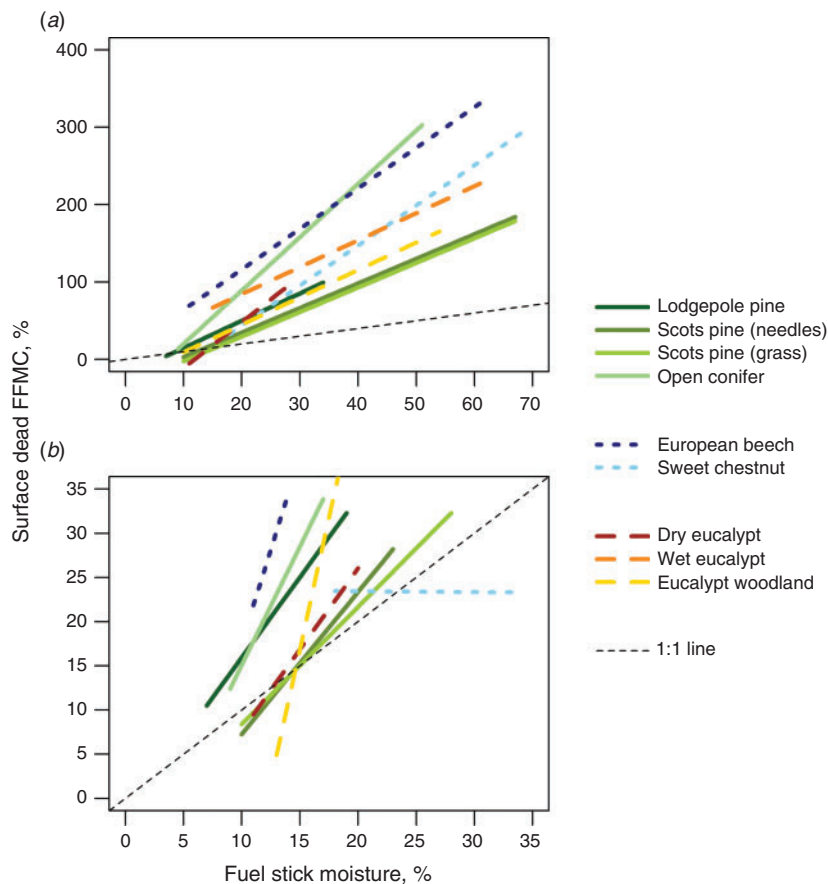 (a)
400
300
200
100
0
0 10 20 30 40 50 60 70
Surface dead FFMC, %
(b)
35
30
25
20
15
10
5
0
0 5 10 15 20 25 30 35
Fuel stick moisture, %
Lodgepole pine
Scots pine (needles)
Scots pine (grass)
Open conifer
European beech
Sweet chestnut
Dry eucalypt
Wet eucalypt
Eucalypt woodland
1:1 line